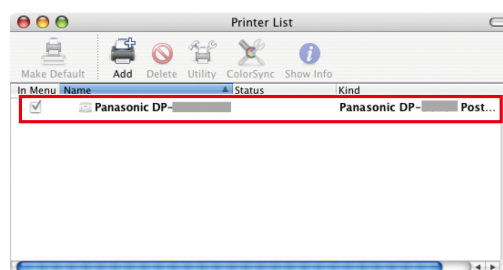 Printer List
Make Default Add Delete Utility ColorSync Show Info
In Menu Name Status Kind
Panasonic DP- Panasonic DP- Post...